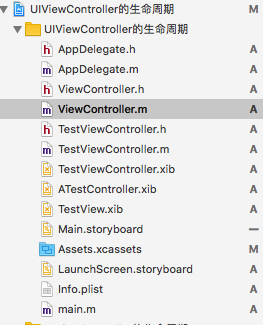 UIViewController的生命周期 M
UIViewController的生命周期
AppDelegate.h A
AppDelegate.m A
ViewController.h A
ViewController.m A
TestViewController.h A
TestViewController.m A
TestViewController.xib A
ATestController.xib A
TestView.xib A
Main.storyboard —
Assets.xcassets M
LaunchScreen.storyboard A
Info.plist A
main.m A